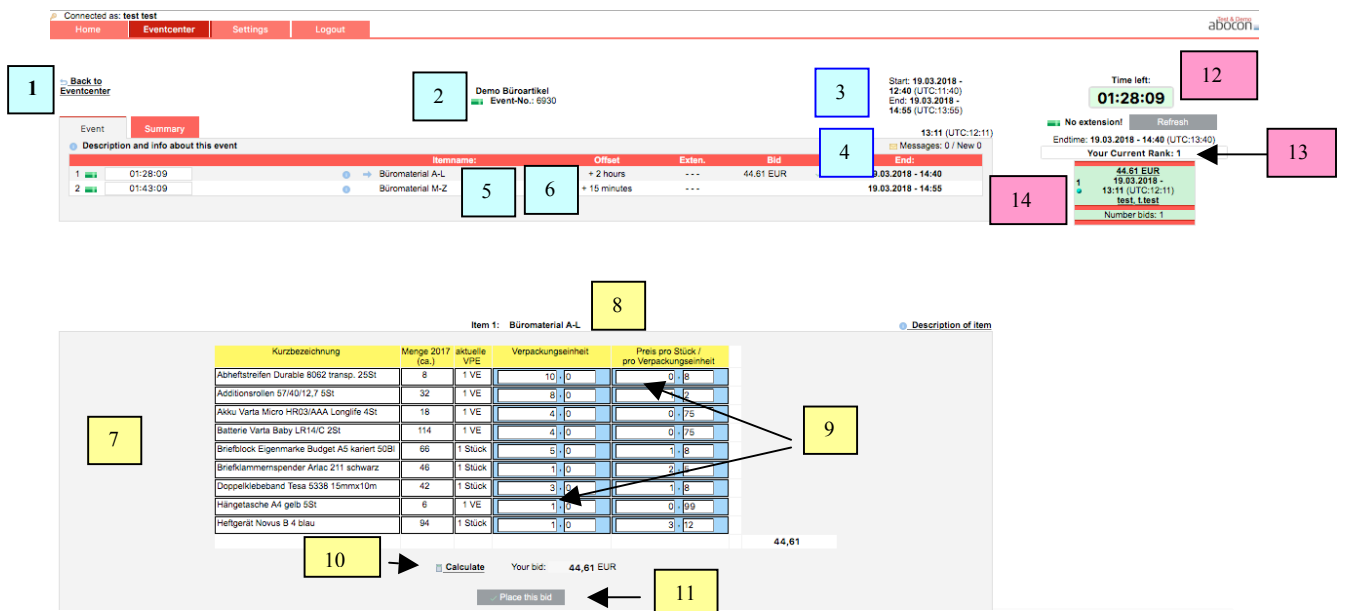 Connected as: test test
Home Eventcenter Settings Logout
Test & Demo
abocon
1
Back to
Eventcenter
2
Demo Büroartikel
Event-No.: 6930
3
Start: 19.03.2018 -
12:40 (UTC:11:40)
End: 19.03.2018 -
14:55 (UTC:13:55)
Time left:
01:28:09
12
No extension! Refresh
Endtime: 19.03.2018 - 14:40 (UTC:13:40)
Your Current Rank: 1
13
44.61 EUR
1 19.03.2018 -
13:11 (UTC:12:11)
test, t.test
Number bids: 1
14
Event Summary
13:11 (UTC:12:11)
Description and info about this event
4
Messages: 0 / New 0
Itemname: Offset Exten. Bid End:
1 01:28:09 Büromaterial A-L + 2 hours - - - 44.61 EUR 9.03.2018 - 14:40
2 01:43:09 Büromaterial M-Z + 15 minutes - - - 19.03.2018 - 14:55
5
6
8
Item 1: Büromaterial A-L
Description of item
7
Kurzbezeichnung Menge 2017 (ca.) aktuelle VPE Verpackungseinheit Preis pro Stück / pro Verpackungseinheit
Abheftstreifen Durable 8062 transp. 25St 8 1 VE 10 , 0 0 , 8
Additionsrollen 57/40/12,7 5St 32 1 VE 8 , 0 2
Akku Varta Micro HR03/AAA Longlife 4St 18 1 VE 4 , 0 0 , 75
Batterie Varta Baby LR14/C 2St 114 1 VE 4 , 0 0 , 75
Briefblock Eigenmarke Budget A5 kariert 50Bl 66 1 Stück 5 , 0 1 , 8
Briefklammernspender Arlac 211 schwarz 46 1 Stück 1 , 0 2 , 5
Doppelklebeband Tesa 5338 15mmx10m 42 1 Stück 3 , 0 1 , 8
Hängetasche A4 gelb 5St 6 1 VE 1 , 0 0 , 99
Heftgerät Novus B 4 blau 94 1 Stück 1 , 0 3 , 12
44,61
9
10
Calculate Your bid: 44,61 EUR
Place this bid
11